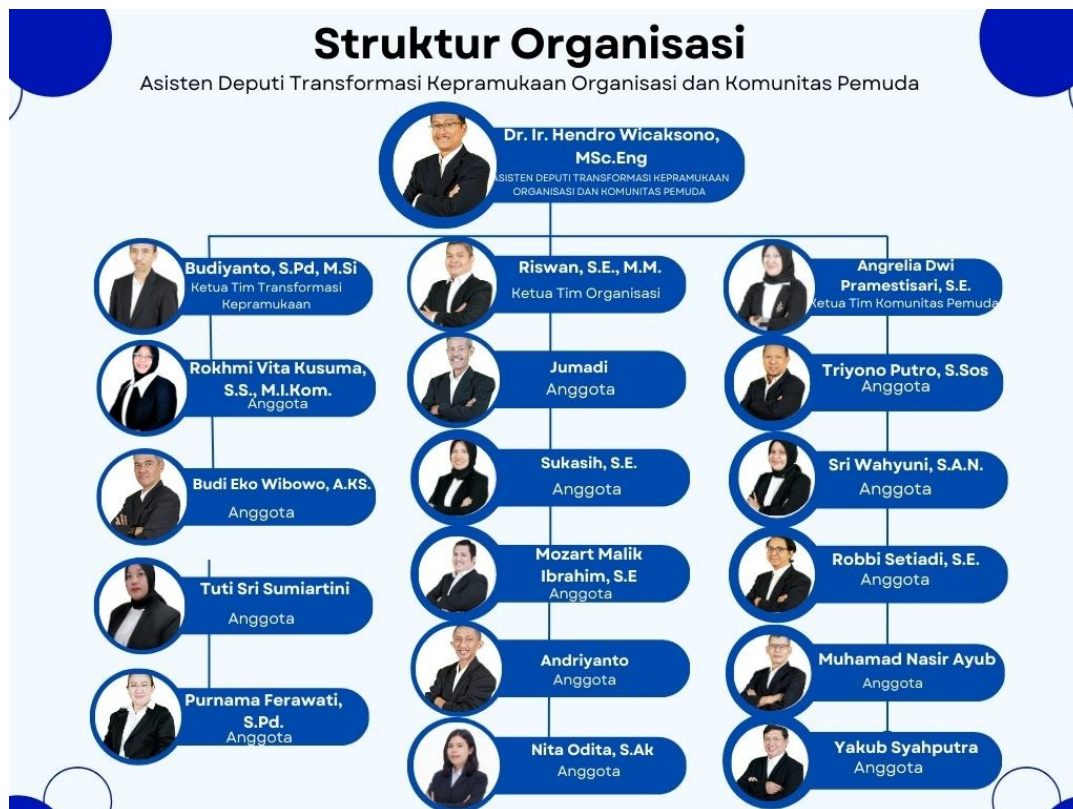 Struktur Organisasi
Asisten Deputi Transformasi Kepramukaan Organisasi dan Komunitas Pemuda
Dr. Ir. Hendro Wicaksono,
MSc.Eng
ASISTEN DEPUTI TRANSFORMASI KEPRAMUKAAN
ORGANISASI DAN KOMUNITAS PEMUDA
Budiyanto, S.Pd, M.Si
Ketua Tim Transformasi
Kepramukaan
Rokhmi Vita Kusuma,
S.S., M.I.Kom.
Anggota
Budi Eko Wibowo, A.KS.
Anggota
Tuti Sri Sumiartini
Anggota
Purnama Ferawati,
S.Pd.
Anggota
Riswan, S.E., M.M.
Ketua Tim Organisasi
Jumadi
Anggota
Sukasih, S.E.
Anggota
Mozart Malik
Ibrahim, S.E
Anggota
Andriyanto
Anggota
Nita Odita, S.Ak
Anggota
Angrelia Dwi
Pramestisari, S.E.
Ketua Tim Komunitas Pemuda
Triyono Putro, S.Sos
Anggota
Sri Wahyuni, S.A.N.
Anggota
Robbi Setiadi, S.E.
Anggota
Muhamad Nasir Ayub
Anggota
Yakub Syahputra
Anggota